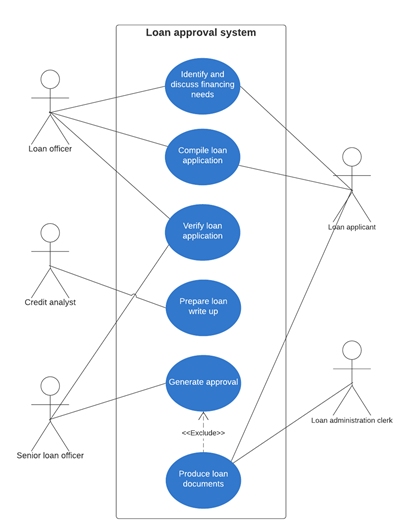 Loan approval system
Identify and
discuss financing
needs
Loan officer
Compile loan
application
Loan applicant
Verify loan
application
Credit analyst
Prepare loan
write up
Generate approval
Loan administration clerk
<<Exclude>>
Senior loan officer
Produce loan
documents